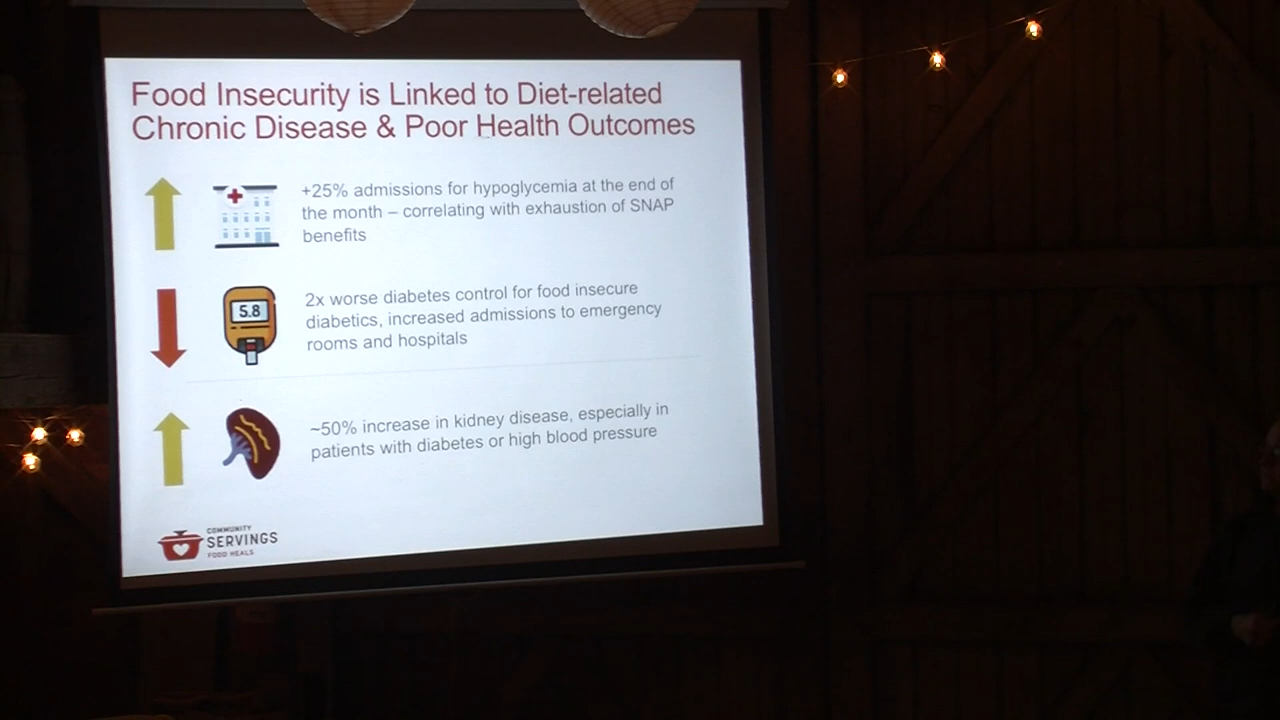 Food Insecurity is Linked to Diet-related
Chronic Disease & Poor Health Outcomes
+25% admissions for hypoglycemia at the end of
the month – correlating with exhaustion of SNAP
benefits
5.8
2x worse diabetes control for food insecure
diabetics, increased admissions to emergency
rooms and hospitals
~50% increase in kidney disease, especially in
patients with diabetes or high blood pressure
COMMUNITY
SERVINGS
FOOD HEALS